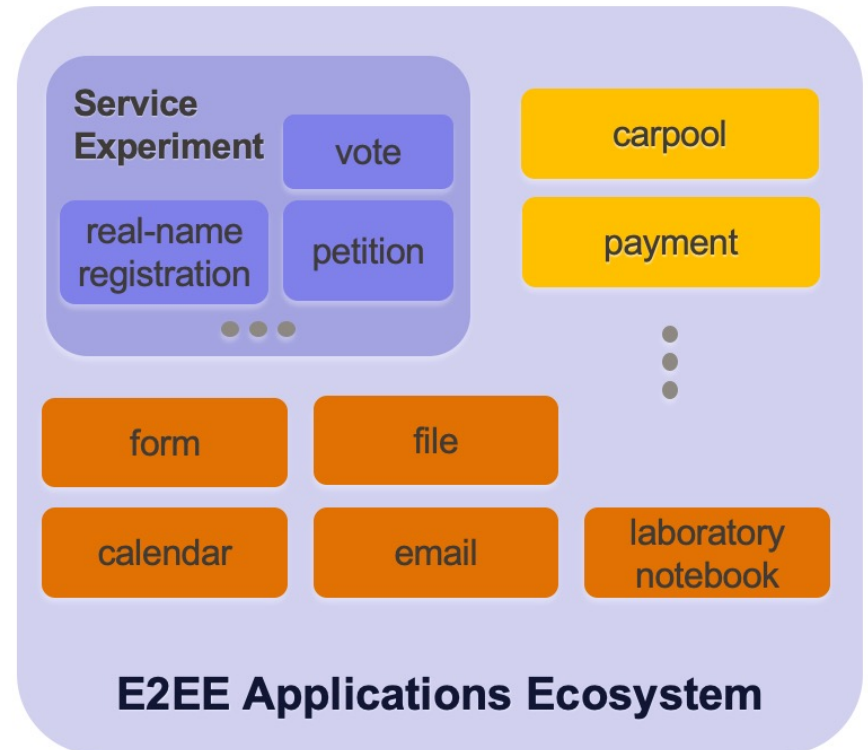 Service
Experiment
vote
real-name
registration
petition
carpool
payment
form
file
calendar
email
laboratory
notebook
E2EE Applications Ecosystem